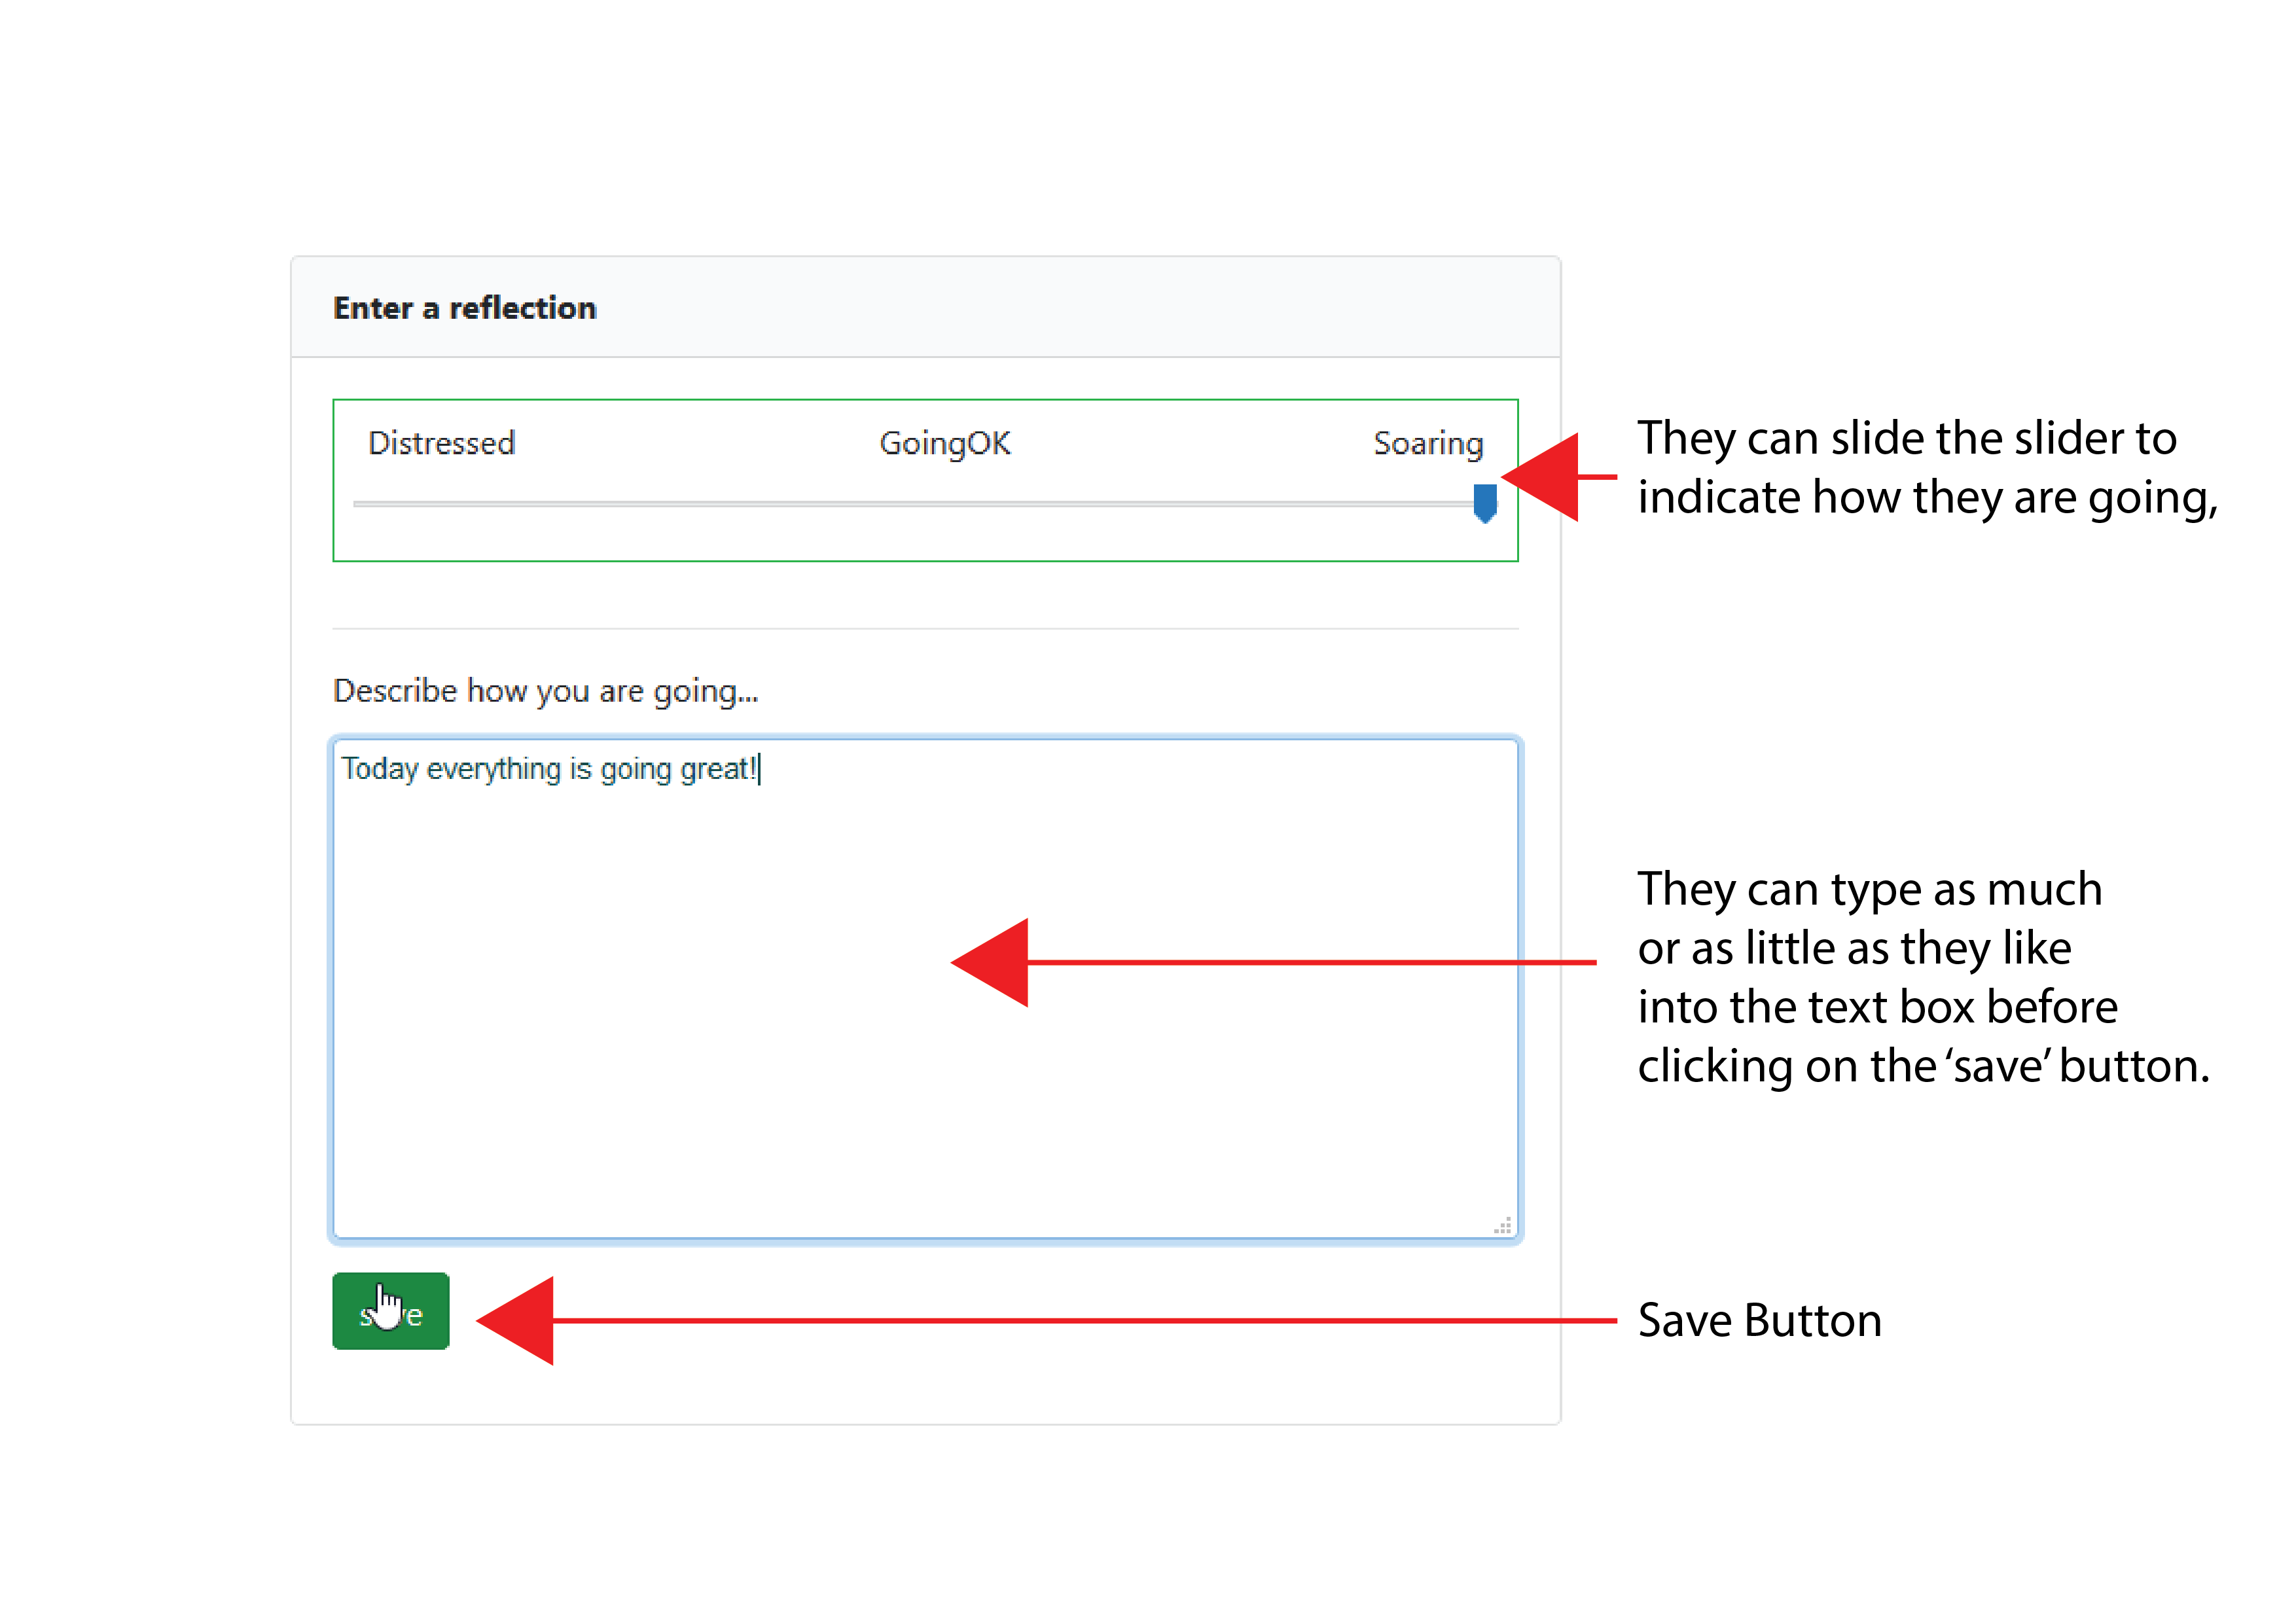 Enter a reflection
Distressed GoingOK Soaring
They can slide the slider to
indicate how they are going,
Describe how you are going...
Today everything is going great!
They can type as much
or as little as they like
into the text box before
clicking on the ‘save’ button.
Save Button